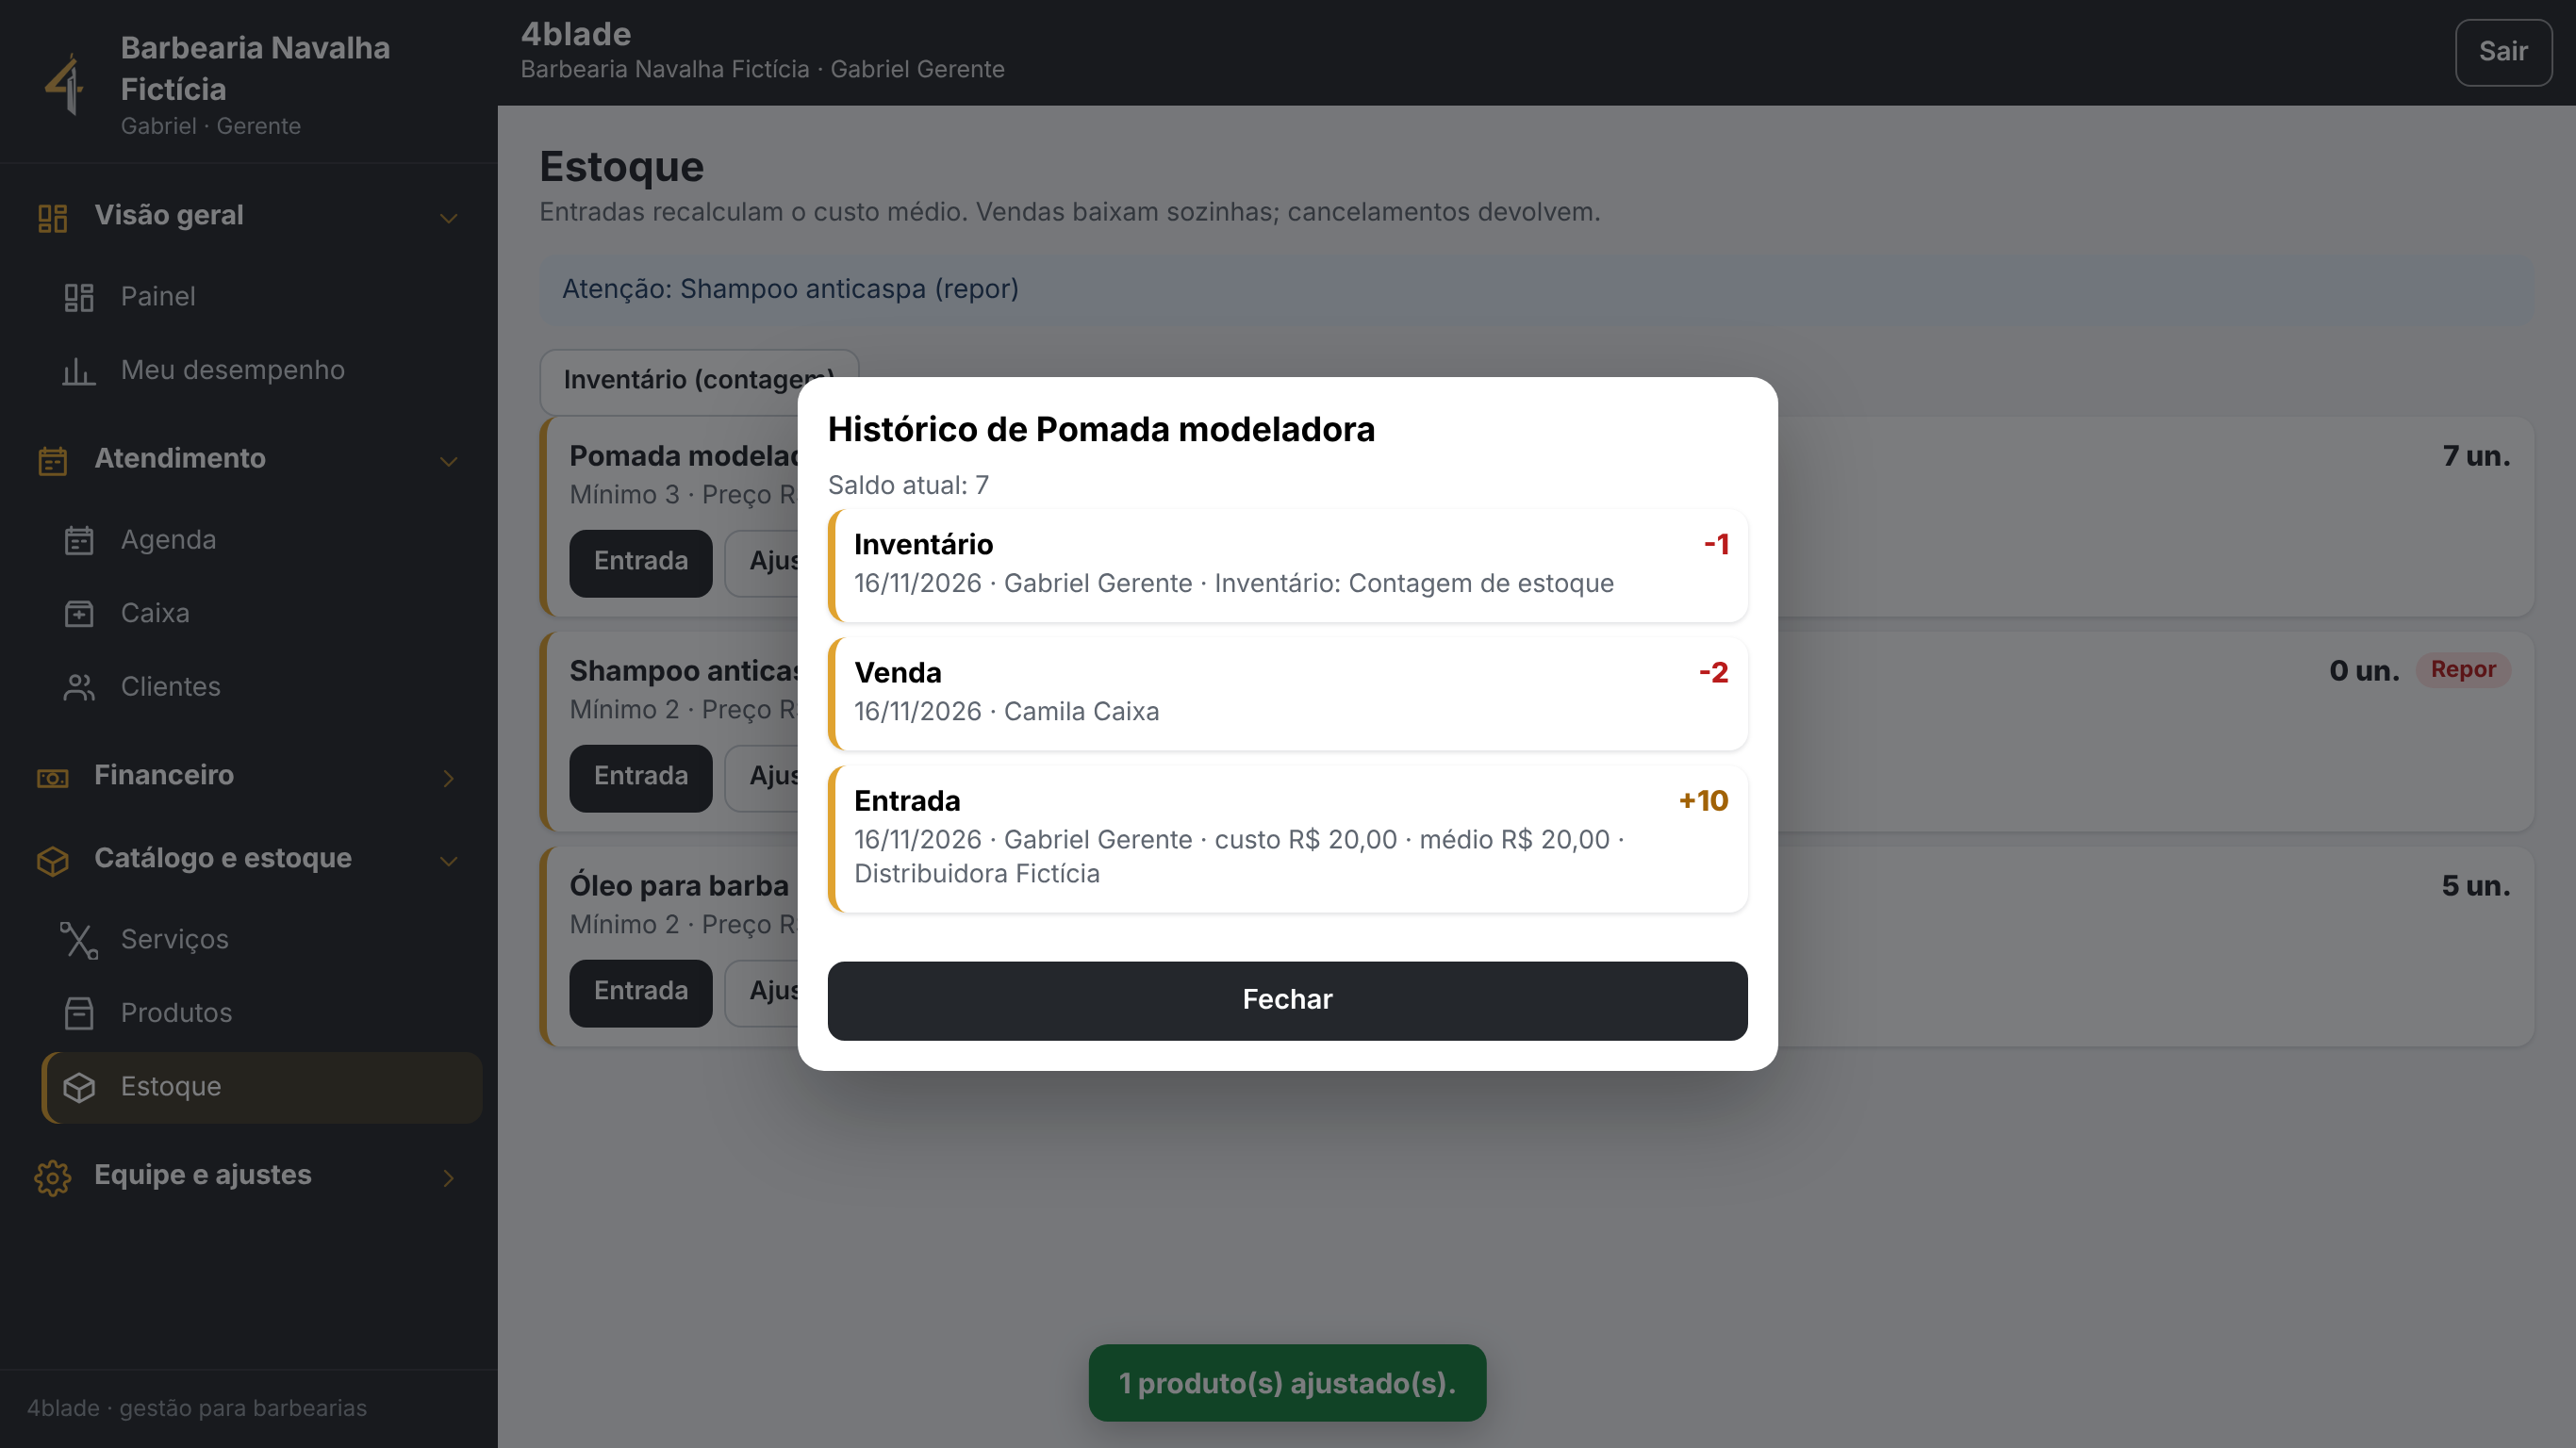 Barbearia Navalha
Fictícia
Gabriel · Gerente
Visão geral
Painel
Meu desempenho
Atendimento
Agenda
Caixa
Clientes
Financeiro
Catálogo e estoque
Serviços
Produtos
Estoque
Equipe e ajustes
4blade · gestão para barbearias
4blade
Barbearia Navalha Fictícia · Gabriel Gerente
Sair
Estoque
Entradas recalculam o custo médio. Vendas baixam sozinhas; cancelamentos devolvem.
Atenção: Shampoo anticaspa (repor)
Inventário (contagem)
Pomada modelad
7 un.
Mínimo 3 · Preço R
Entrada
Ajus
Shampoo anticas
0 un.
Repor
Mínimo 2 · Preço R
Entrada
Ajus
Óleo para barba
5 un.
Mínimo 2 · Preço R
Entrada
Ajus
Histórico de Pomada modeladora
Saldo atual: 7
Inventário
-1
16/11/2026 · Gabriel Gerente · Inventário: Contagem de estoque
Venda
-2
16/11/2026 · Camila Caixa
Entrada
+10
16/11/2026 · Gabriel Gerente · custo R$ 20,00 · médio R$ 20,00 ·
Distribuidora Fictícia
Fechar
1 produto(s) ajustado(s).